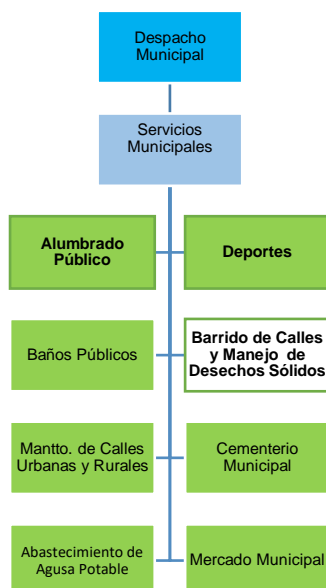 Despacho
Municipal
Servicios
Municipales
Alumbrado
Público
Deportes
Baños Públicos
Barrido de Calles
y Manejo de
Desechos Sólidos
Mantto. de Calles
Urbanas y Rurales
Cementerio
Municipal
Abastecimiento de
Agusa Potable
Mercado Municipal